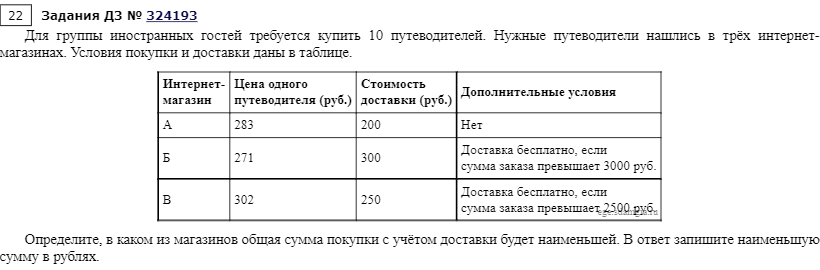 22 Задания Д3 № 324193
Для группы иностранных гостей требуется купить 10 путеводителей. Нужные путеводители нашлись в трёх интернет-
магазинах. Условия покупки и доставки даны в таблице.
Интернет-магазин Цена одного путеводителя (руб.) Стоимость доставки (руб.) Дополнительные условия
А 283 200 Нет
Б 271 300 Доставка бесплатно, если
сумма заказа превышает 3000 руб.
В 302 250 Доставка бесплатно, если
сумма заказа превышает 2500 руб.
Определите, в каком из магазинов общая сумма покупки с учётом доставки будет наименьшей. В ответ запишите наименьшую
сумму в рублях.